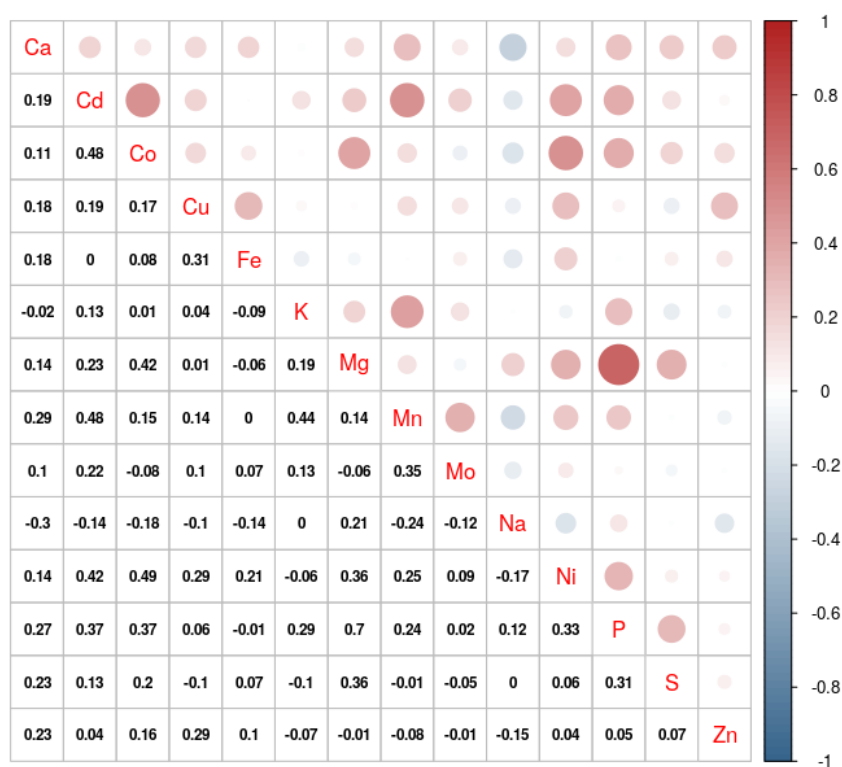 Ca
0.19 Cd
0.11 0.48 Co
0.18 0.19 0.17 Cu
0.18 0 0.08 0.31 Fe
-0.02 0.13 0.01 0.04 -0.09 K
0.14 0.23 0.42 0.01 -0.06 0.19 Mg
0.29 0.48 0.15 0.14 0 0.44 0.14 Mn
0.1 0.22 -0.08 0.1 0.07 0.13 -0.06 0.35 Mo
-0.3 -0.14 -0.18 -0.1 -0.14 0 0.21 -0.24 -0.12 Na
0.14 0.42 0.49 0.29 0.21 -0.06 0.36 0.25 0.09 -0.17 Ni
0.27 0.37 0.37 0.06 -0.01 0.29 0.7 0.24 0.02 0.12 0.33 P
0.23 0.13 0.2 -0.1 0.07 -0.1 0.36 -0.01 -0.05 0 0.06 0.31 S
0.23 0.04 0.16 0.29 0.1 -0.07 -0.01 -0.08 -0.01 -0.15 0.04 0.05 0.07 Zn
1
0.8
0.6
0.4
0.2
0
-0.2
-0.4
-0.6
-0.8
-1